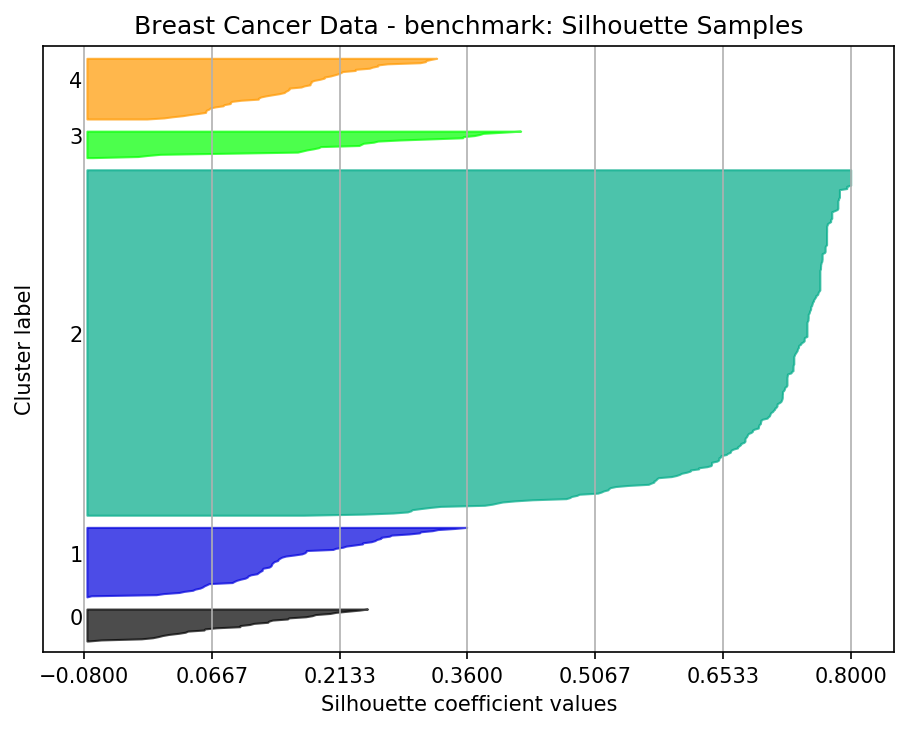 Breast Cancer Data - benchmark: Silhouette Samples
4
3
2
1
0
Cluster label
−0.0800 0.0667 0.2133 0.3600 0.5067 0.6533 0.8000
Silhouette coefficient values